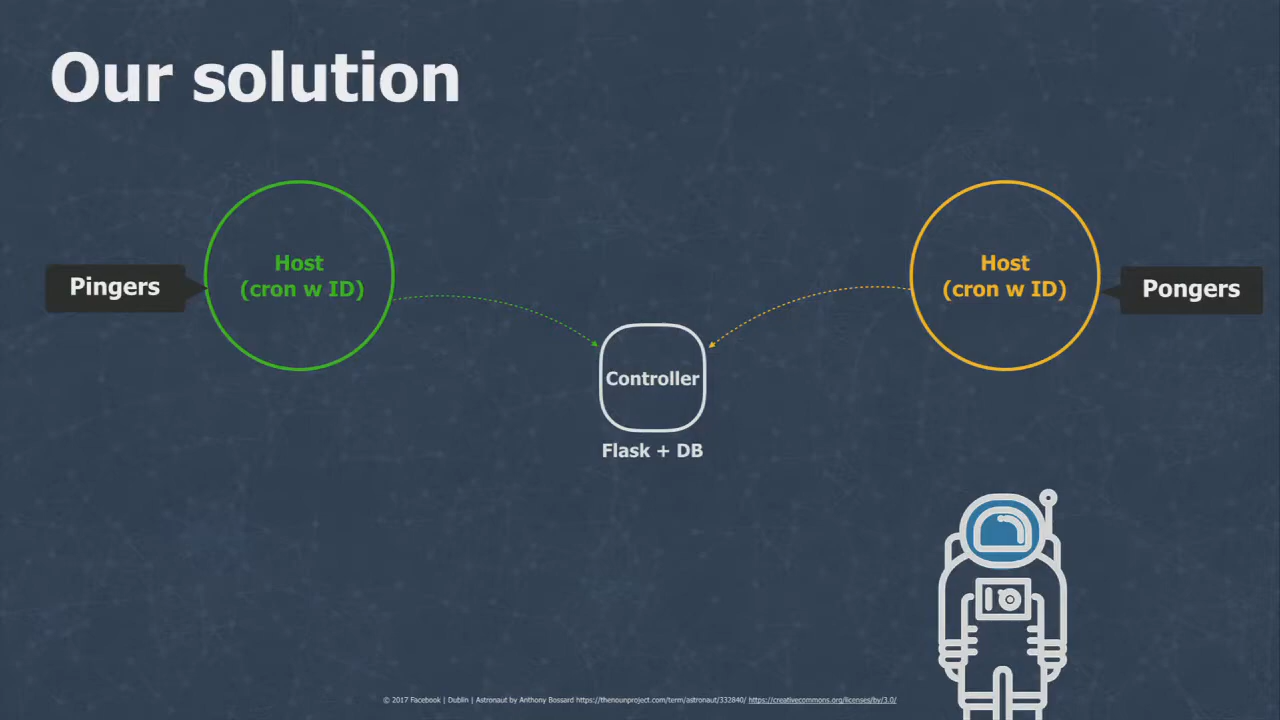 Our solution
Pingers
Host
(cron w ID)
Host
(cron w ID)
Pongers
Controller
Flask + DB
© 2017 Facebook | Dublin | Astronaut by Anthony Bossard https://thenounproject.com/term/astronaut/332840/ https://creativecommons.org/licenses/by/3.0/